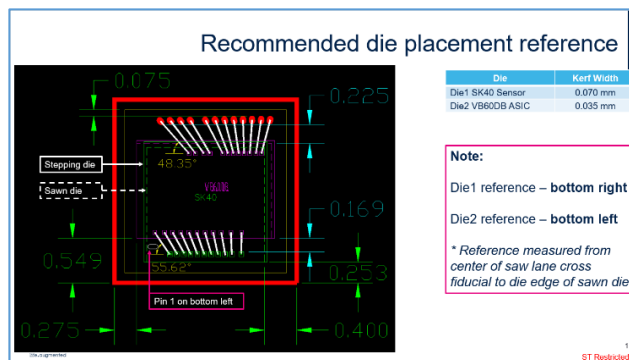 Recommended die placement reference
0.075
0.225
Die Kerf Width
Die1 SK40 Sensor 0.070 mm
Die2 VB60DB ASIC 0.035 mm
Stepping die
48.35°
Sawn die
SK40
0.169
0.549
55.62°
0.253
Pin 1 on bottom left
0.275
0.400
Note:
Die1 reference – bottom right
Die2 reference – bottom left
* Reference measured from
center of saw lane cross
fiducial to die edge of sawn die
1
ST Restricted